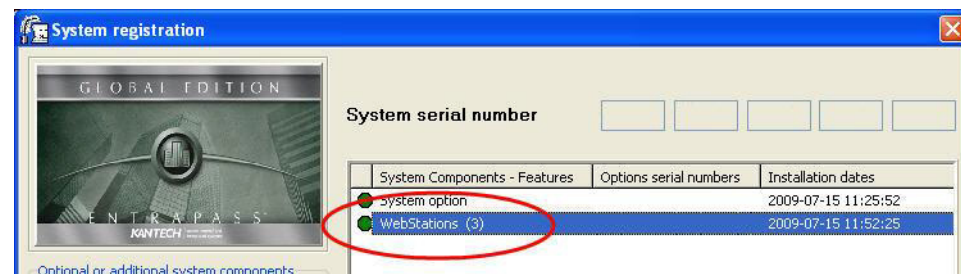 System registration
GLOBAL EDITION
System serial number
System Components - Features Options serial numbers Installation dates
System option 2009-07-15 11:25:52
WebStations (3) 2009-07-15 11:52:25
ENTRAPASS
KANTECH
Optional or additional system components